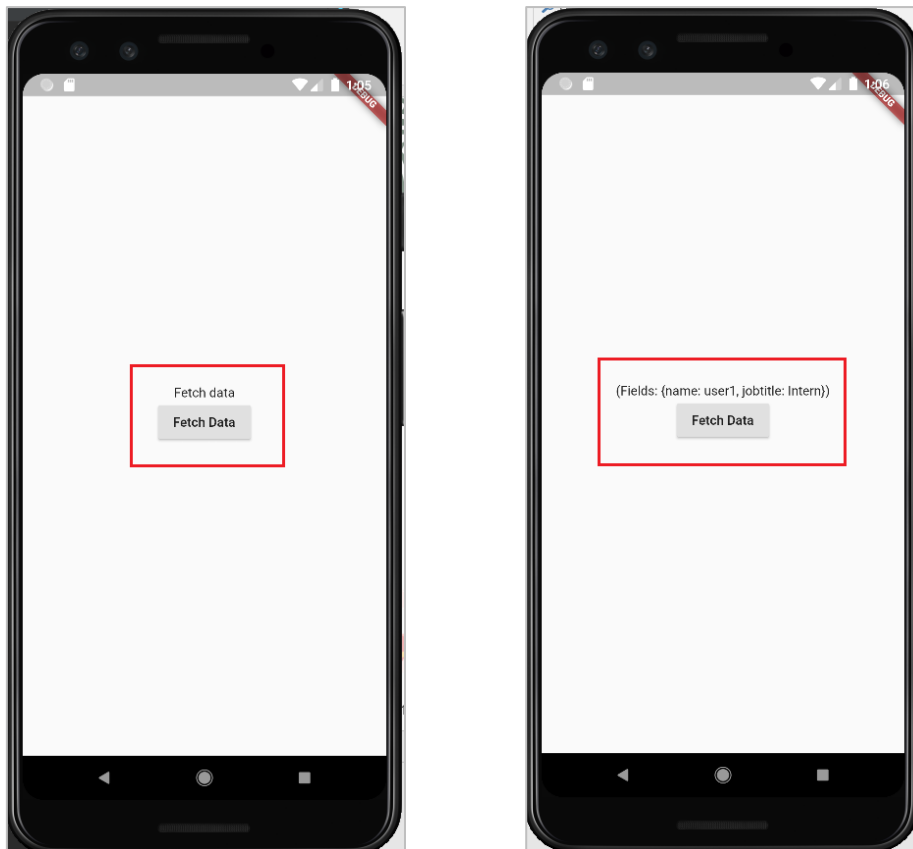 1:05
DEBUG
Fetch data
Fetch Data
1:06
DEBUG
(Fields: {name: user1, jobtitle: Intern})
Fetch Data